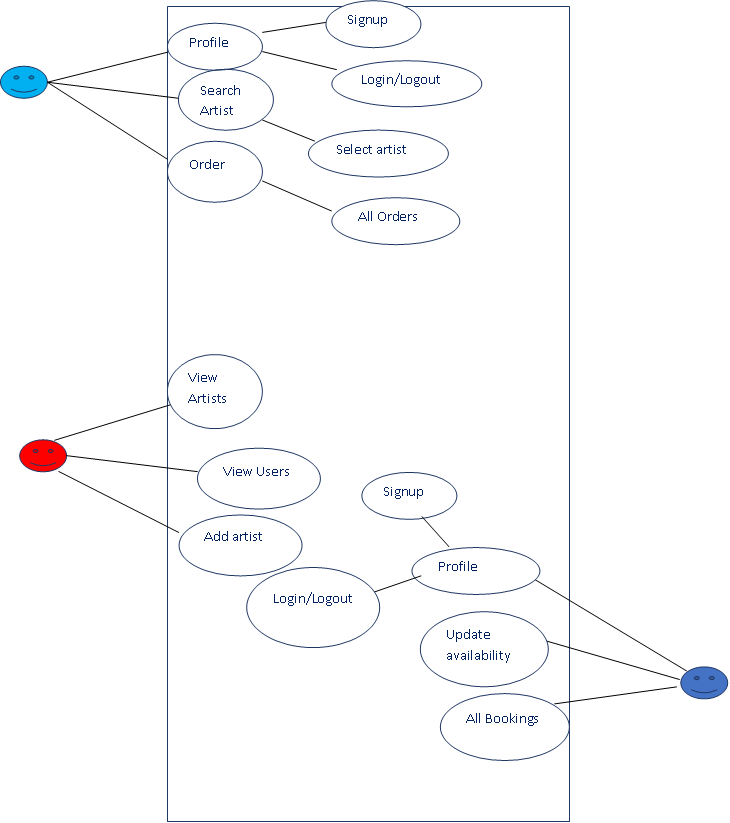 Signup
Profile
Login/Logout
Search
Artist
Select artist
Order
All Orders
View
Artists
View Users
Signup
Add artist
Profile
Login/Logout
Update
availability
All Bookings